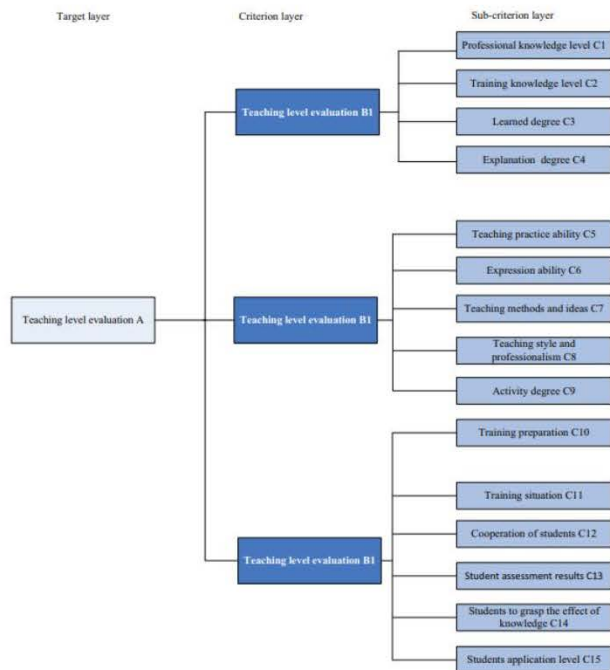 Target layer
Criterion layer
Sub-criterion layer
Professional knowledge level C1
Training knowledge level C2
Teaching level evaluation B1
Learned degree C3
Explanation degree C4
Teaching practice ability C5
Expression ability C6
Teaching level evaluation A
Teaching level evaluation B1
Teaching methods and ideas C7
Teaching style and
professionalism C8
Activity degree C9
Training preparation C10
Training situation C11
Cooperation of students C12
Teaching level evaluation B1
Student assessment results C13
Students to grasp the effect of
knowledge C14
Students application level C15